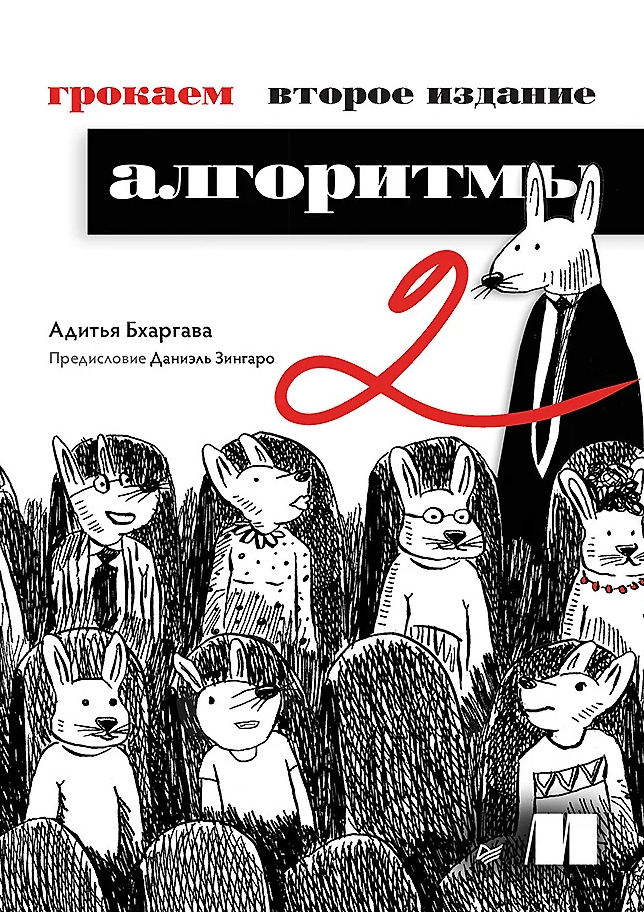 грокаем второе издание
алгоритмы
2
Адитья Бхаргава
Предисловие Даниэль Зингаро